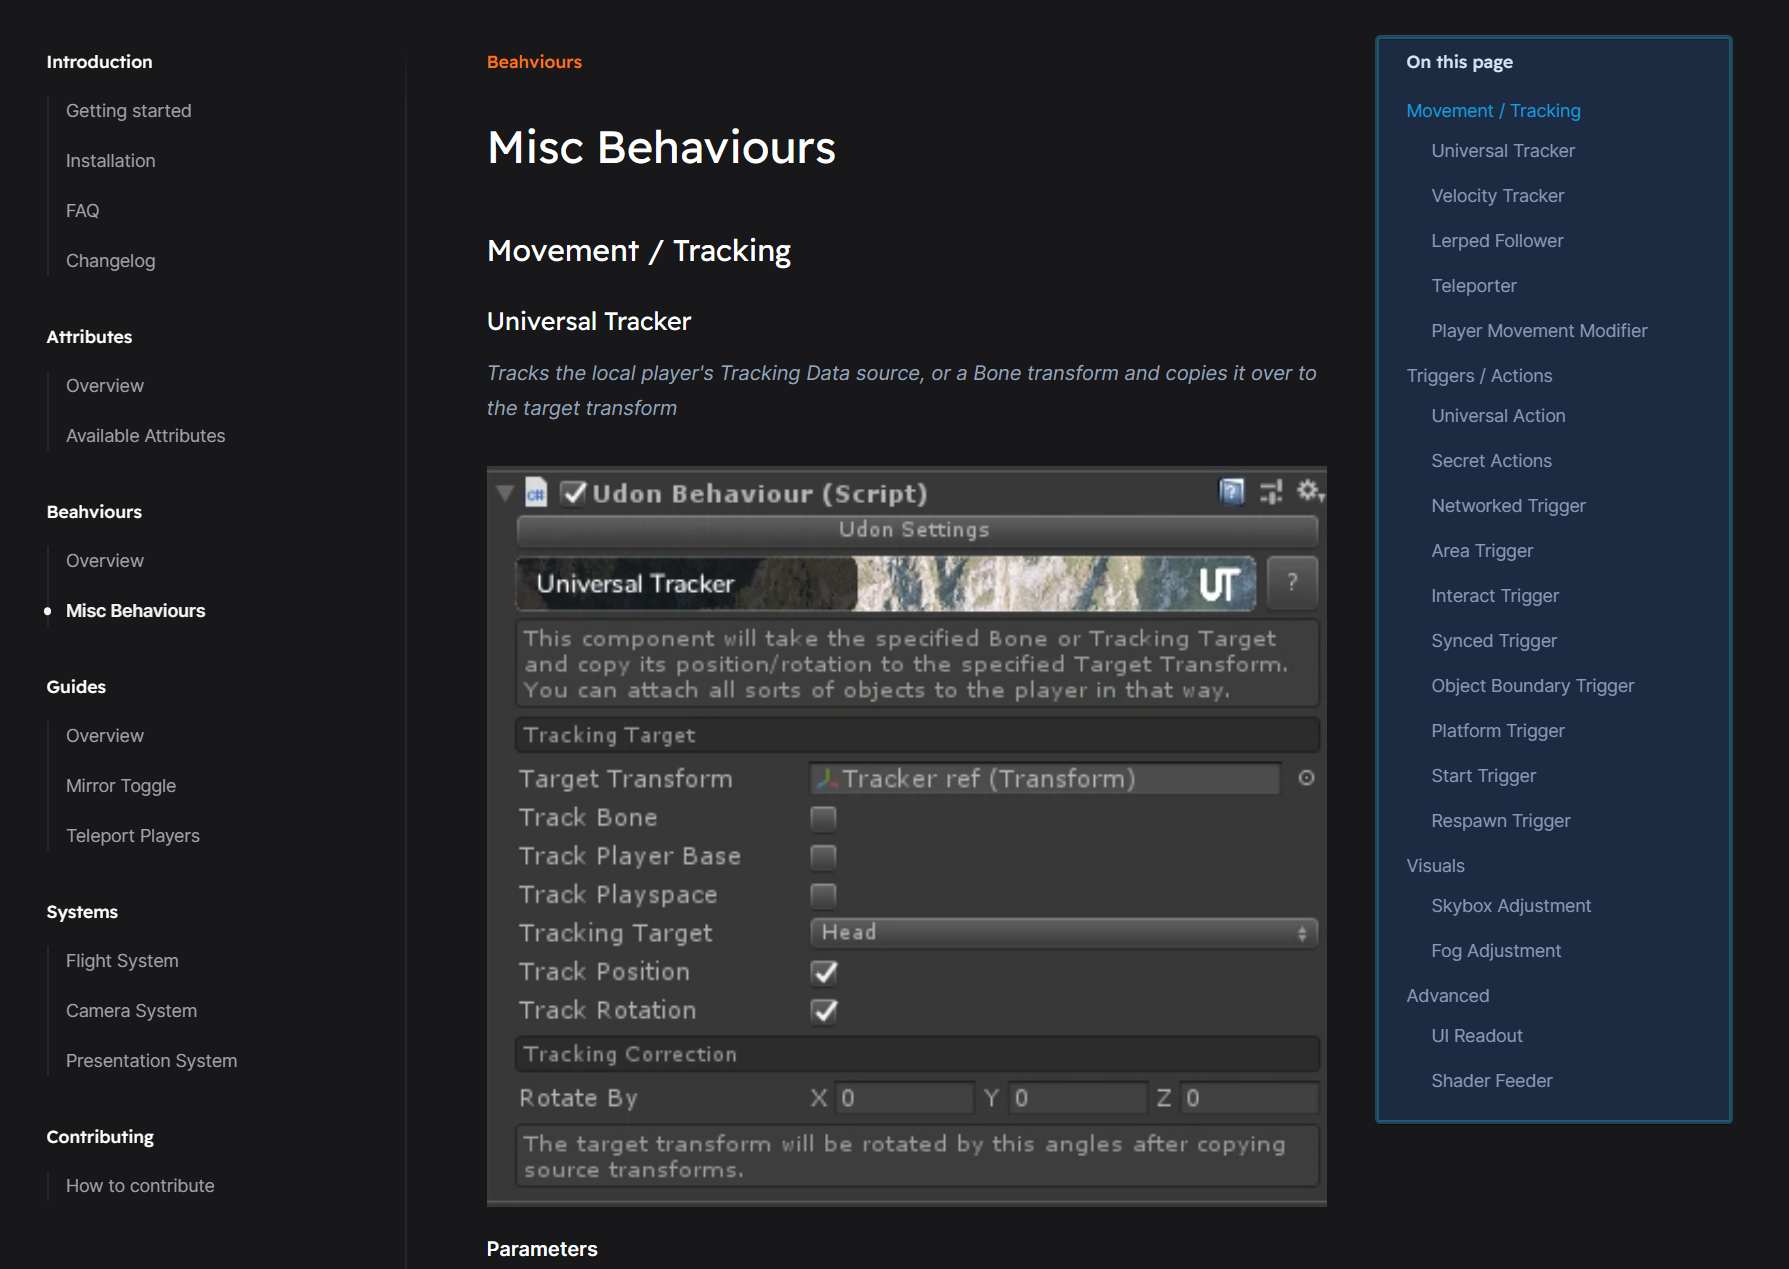 Introduction
Getting started
Installation
FAQ
Changelog
Attributes
Overview
Available Attributes
Beahviours
Overview
Misc Behaviours
Guides
Overview
Mirror Toggle
Teleport Players
Systems
Flight System
Camera System
Presentation System
Contributing
How to contribute
Beahviours
Misc Behaviours
Movement / Tracking
Universal Tracker
Tracks the local player's Tracking Data source, or a Bone transform and copies it over to
the target transform
C# Udon Behaviour (Script) ?
Udon Settings
Universal Tracker UT ?
This component will take the specified Bone or Tracking Target
and copy its position/rotation to the specified Target Transform.
You can attach all sorts of objects to the player in that way.
Tracking Target
Target Transform Tracker ref (Transform)
Track Bone
Track Player Base
Track Playspace
Tracking Target Head
Track Position
Track Rotation
Tracking Correction
Rotate By X 0 Y 0 Z 0
The target transform will be rotated by this angles after copying
source transforms.
Parameters
On this page
Movement / Tracking
Universal Tracker
Velocity Tracker
Lerped Follower
Teleporter
Player Movement Modifier
Triggers / Actions
Universal Action
Secret Actions
Networked Trigger
Area Trigger
Interact Trigger
Synced Trigger
Object Boundary Trigger
Platform Trigger
Start Trigger
Respawn Trigger
Visuals
Skybox Adjustment
Fog Adjustment
Advanced
UI Readout
Shader Feeder